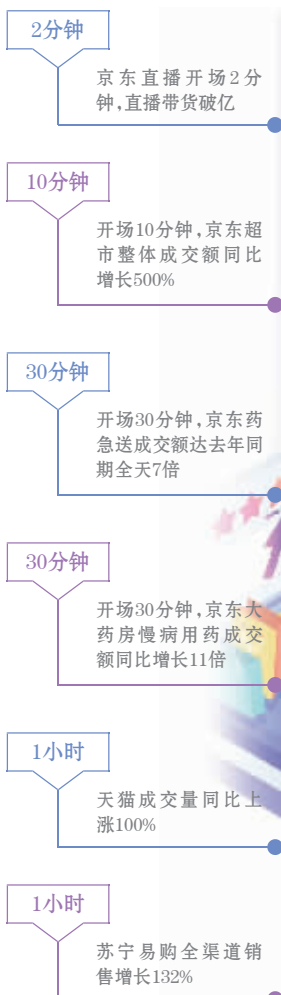 2分钟
京东直播开场2分
钟,直播带货破亿
10分钟
开场10分钟,京东超
市整体成交额同比
增长500%
30分钟
开场30分钟,京东药
急送成交额达去年同
期全天7倍
30分钟
开场30分钟,京东大
药房慢病用药成交
额同比增长11倍
1小时
天猫成交量同比上
涨100%
1小时
苏宁易购全渠道销
售增长132%